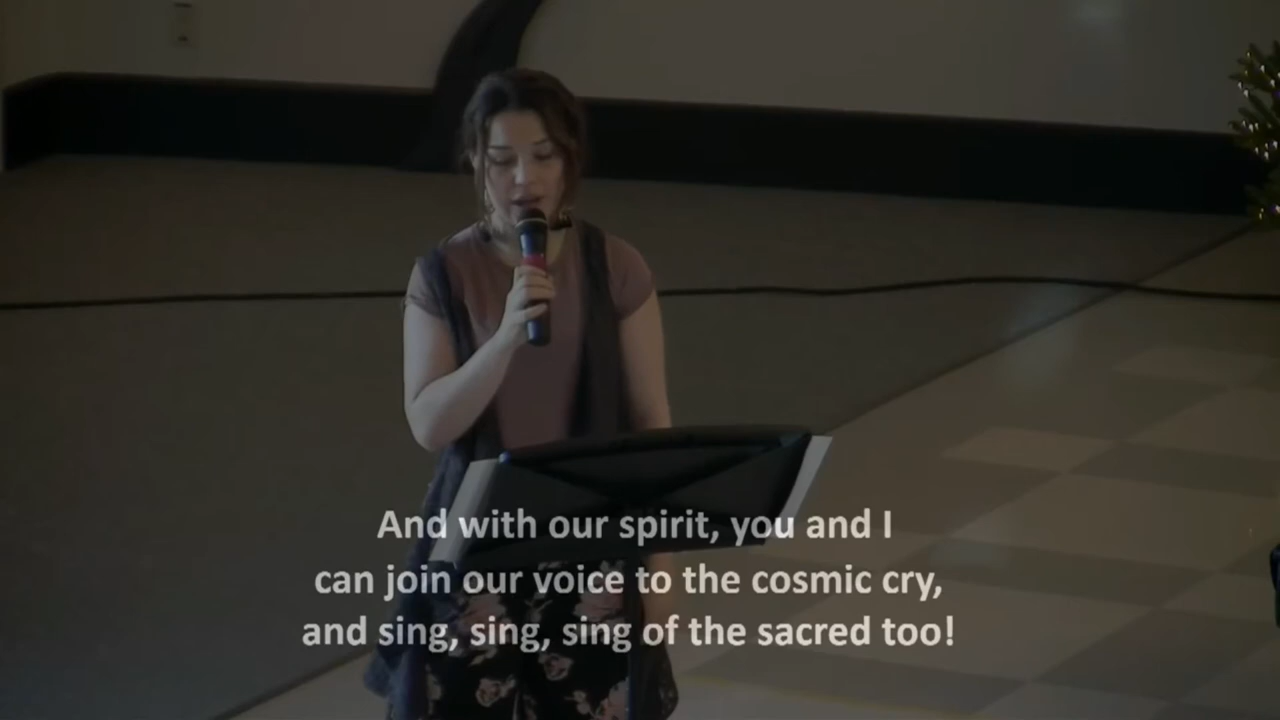 And with our spirit, you and I
can join our voice to the cosmic cry,
and sing, sing, sing of the sacred too!